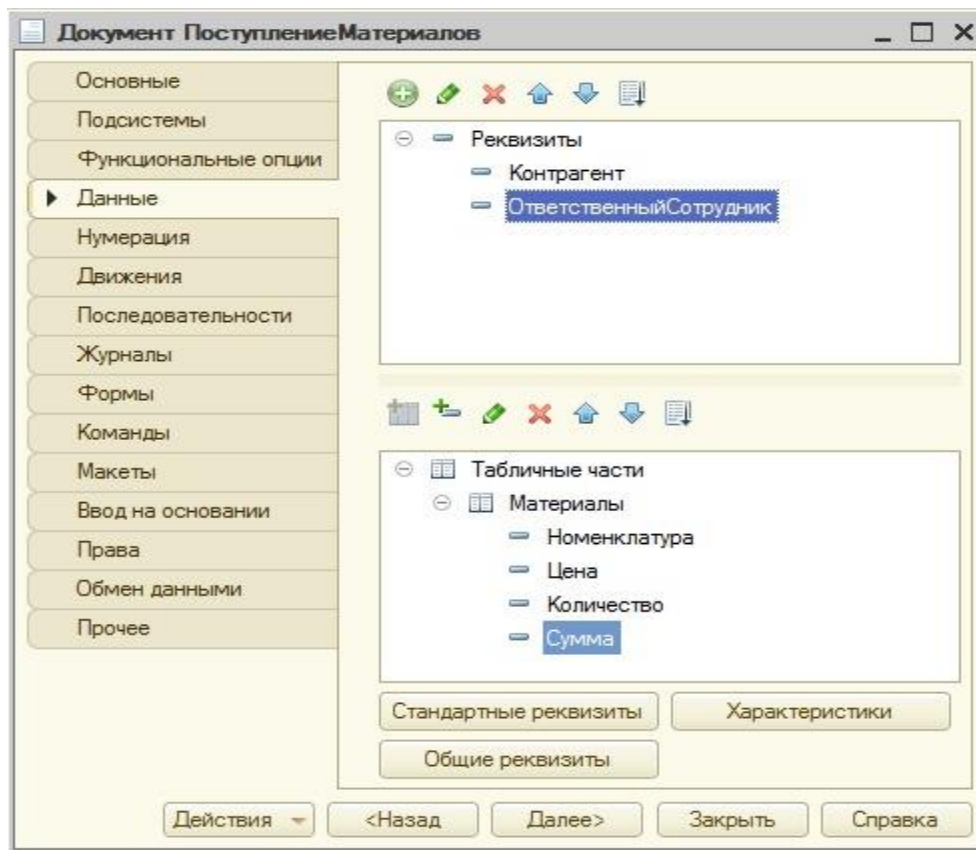 Документ ПоступлениеМатериалов
Основные
Подсистемы
Функциональные опции
Данные
Нумерация
Движения
Последовательности
Журналы
Формы
Команды
Макеты
Ввод на основании
Права
Обмен данными
Прочее
Реквизиты
Контрагент
ОтветственныйСотрудник
Табличные части
Материалы
Номенклатура
Цена
Количество
Сумма
Стандартные реквизиты
Характеристики
Общие реквизиты
Действия
<Назад
Далее>
Закрыть
Справка